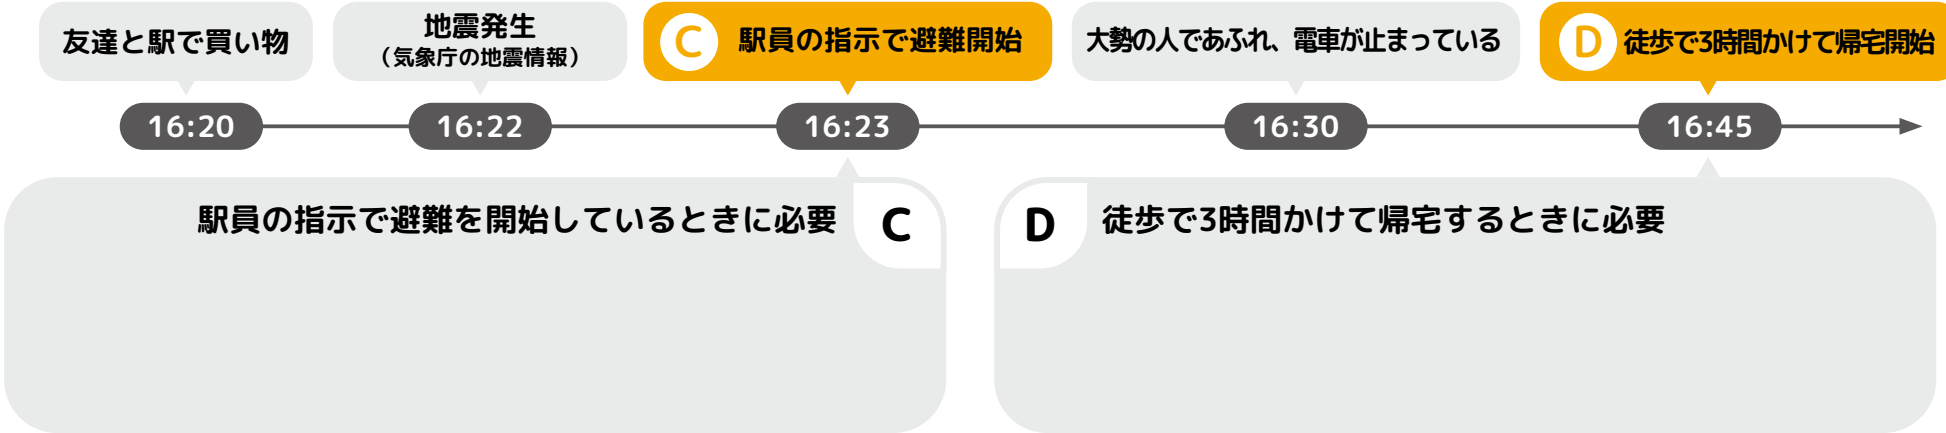 友達と駅で買い物
地震発生
（気象庁の地震情報）
C 駅員の指示で避難開始
大勢の人であふれ、電車が止まっている
D 徒歩で3時間かけて帰宅開始
16:20
16:22
16:23
16:30
16:45
駅員の指示で避難を開始しているときに必要 C
D 徒歩で3時間かけて帰宅するときに必要